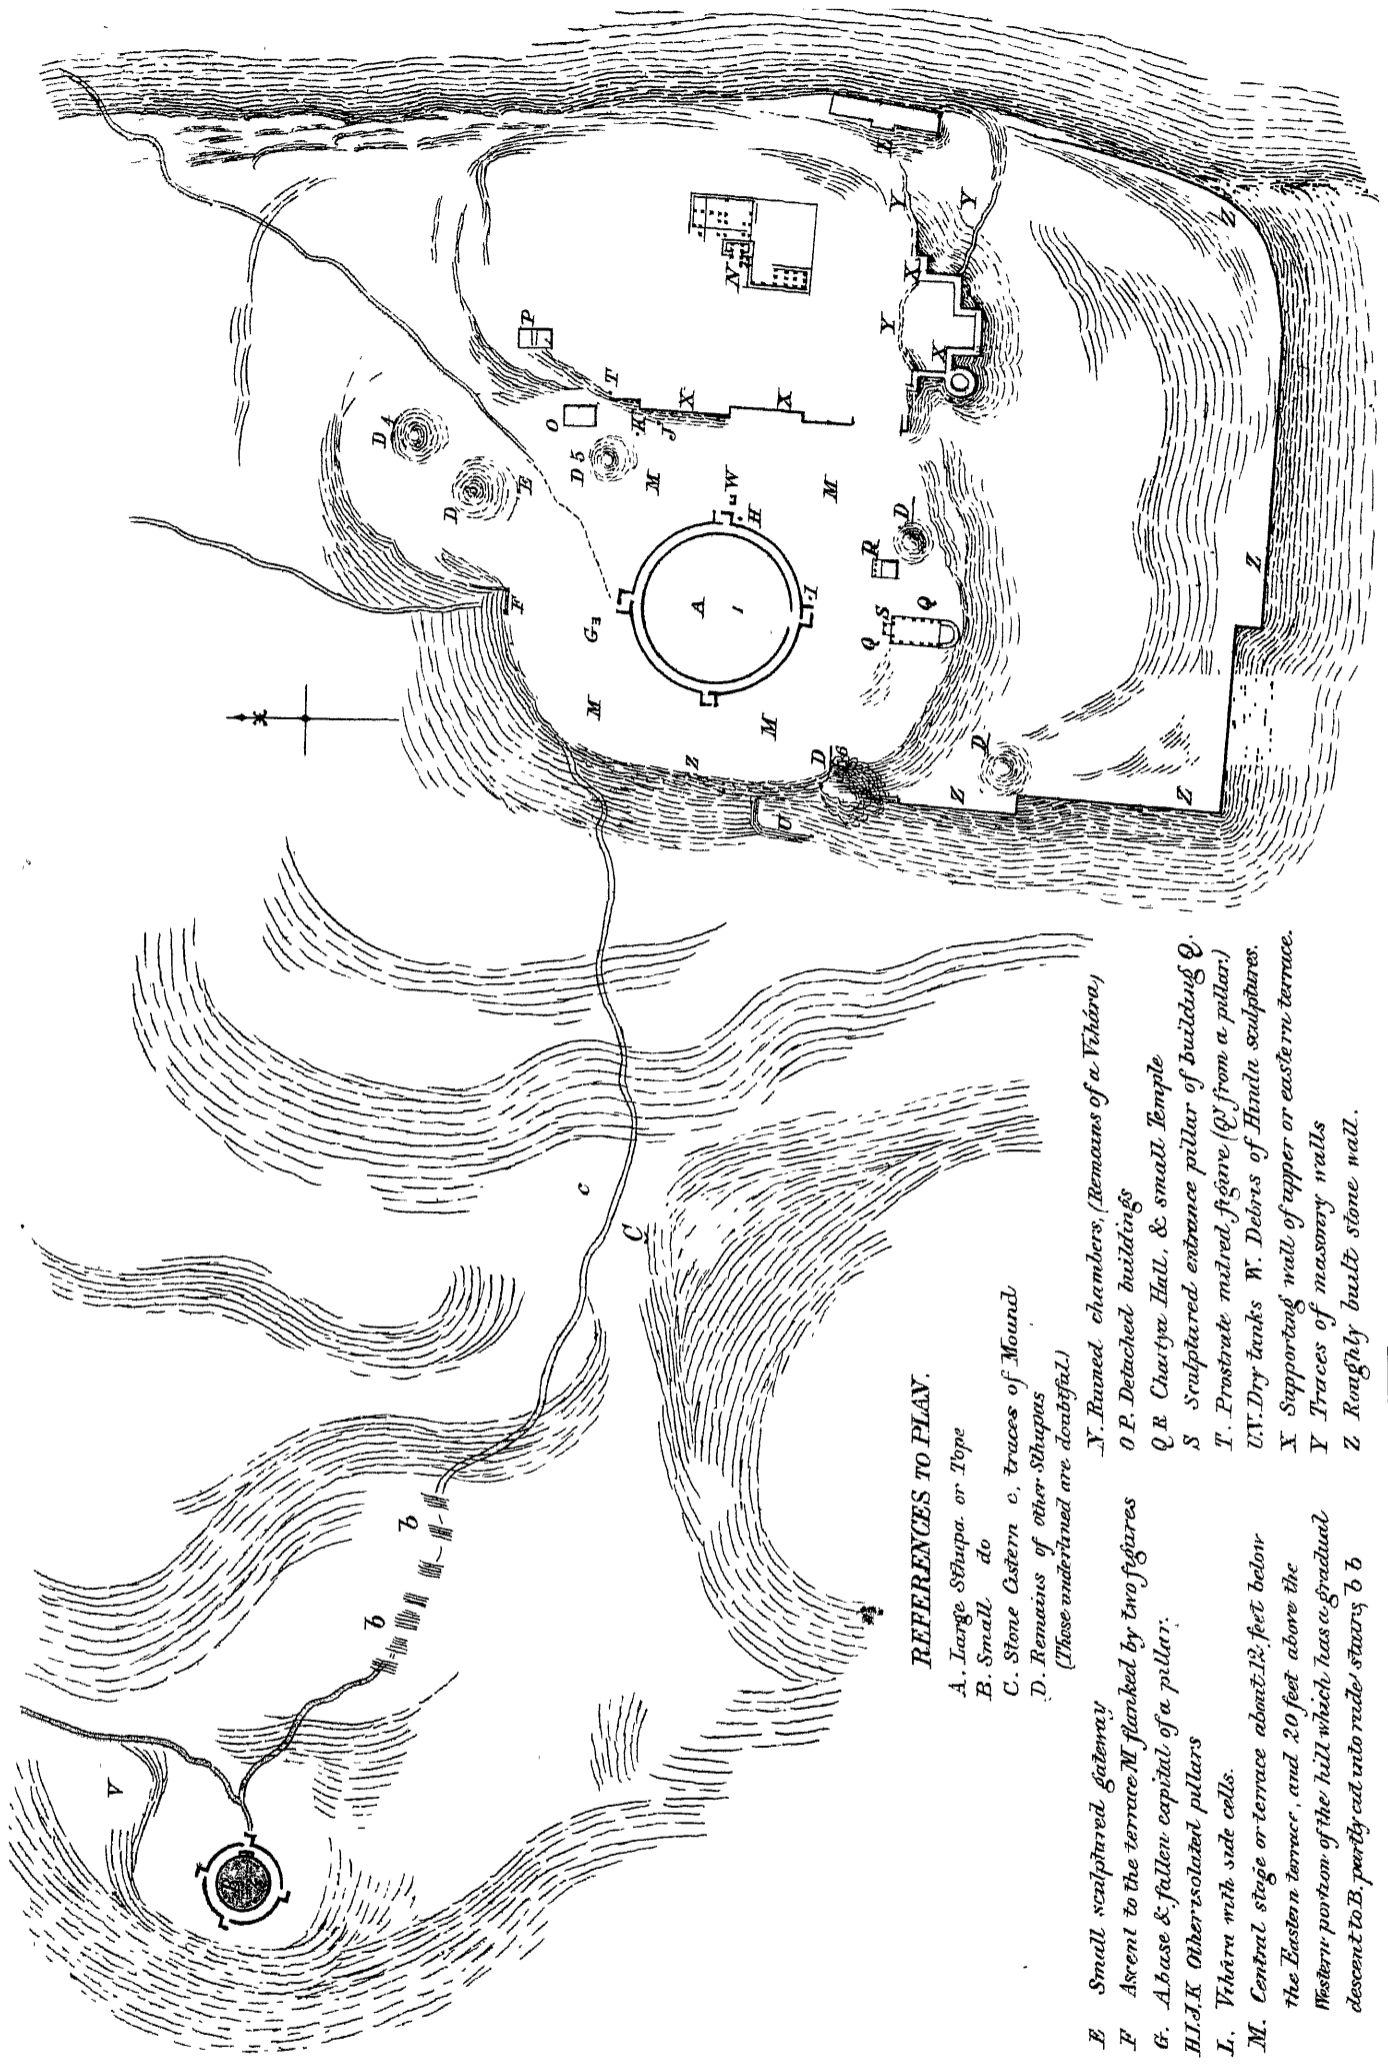 REFERENCES TO PLAN.
A. Large Sthupa or Tope
B. Small do
C. Stone Cistern c, traces of Mound
D. Remains of other Sthupas
(Those underlined are doubtful.)
E Small sculptured gateway
F Ascent to the terrace M flanked by two figures
G. A base & fallen capital of a pillar.
H.I.J.K Other isolated pillars
L. Vihára with side cells.
M. Central stage or terrace about 12 feet below
the Eastern terrace, and 20 feet above the
Western portion of the hill which has a gradual
descent to B. partly cut into rude stairs, b b
N. Ruined chambers, (Remans of a Vihára)
O P. Detached buildings
Q R Chaitya Hall, & small Temple
S Sculptured entrance pillar of building Q.
T. Prostrate mitred figure (Qy from a pillar.)
U.V. Dry tanks W. Debris of Hindu sculptures.
X Supporting wall of upper or eastern terrace.
Y Traces of masonry walls
Z Roughly built stone wall.
V
b
b
c
C
A
1
G3
F
M
M
M
M
Z
U
D
6
D
Z
Z
Z
Z
Q
S
Q
R
D
I
H
W
D
E
D 4
D 5
O
P
T
K
J
X
X
N
L
Y
Y
Y
X
X